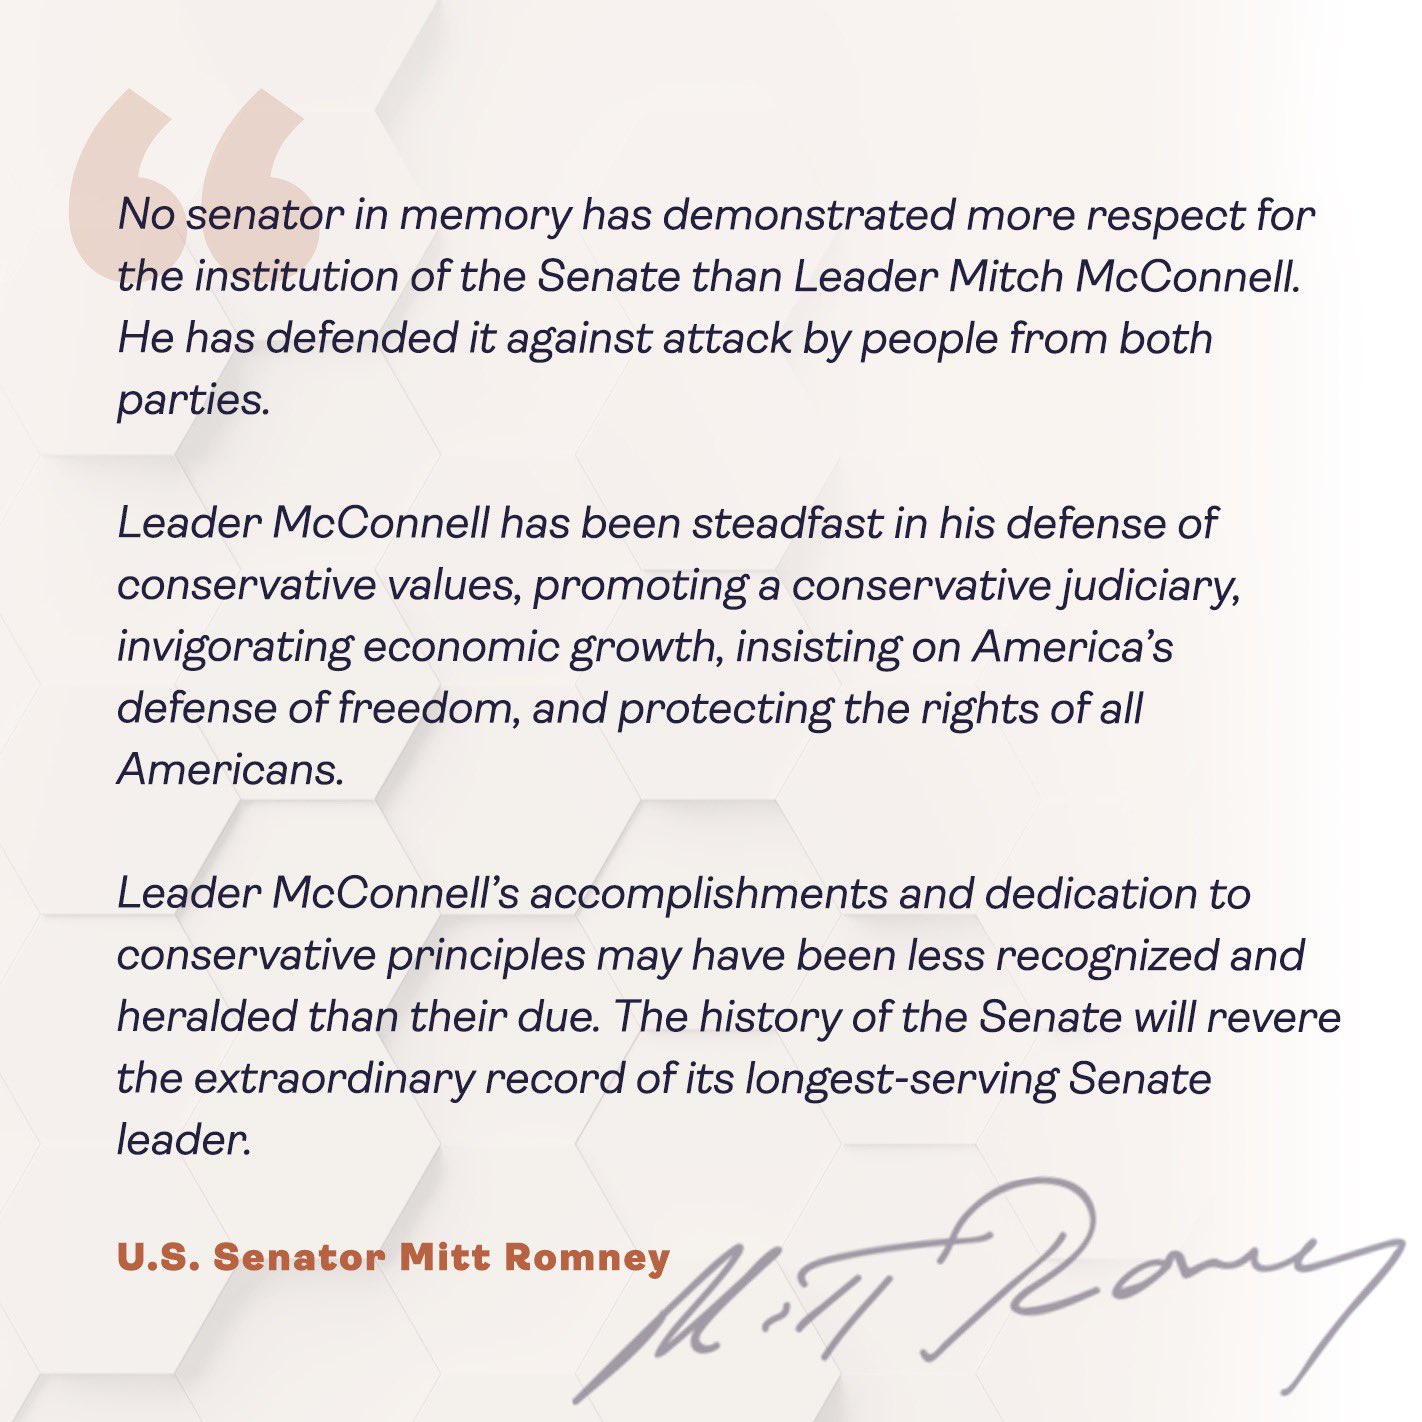 No senator in memory has demonstrated more respect for
the institution of the Senate than Leader Mitch McConnell.
He has defended it against attack by people from both
parties.
Leader McConnell has been steadfast in his defense of
conservative values, promoting a conservative judiciary,
invigorating economic growth, insisting on America’s
defense of freedom, and protecting the rights of all
Americans.
Leader McConnell’s accomplishments and dedication to
conservative principles may have been less recognized and
heralded than their due. The history of the Senate will revere
the extraordinary record of its longest-serving Senate
leader.
U.S. Senator Mitt Romney
Mitt Romney